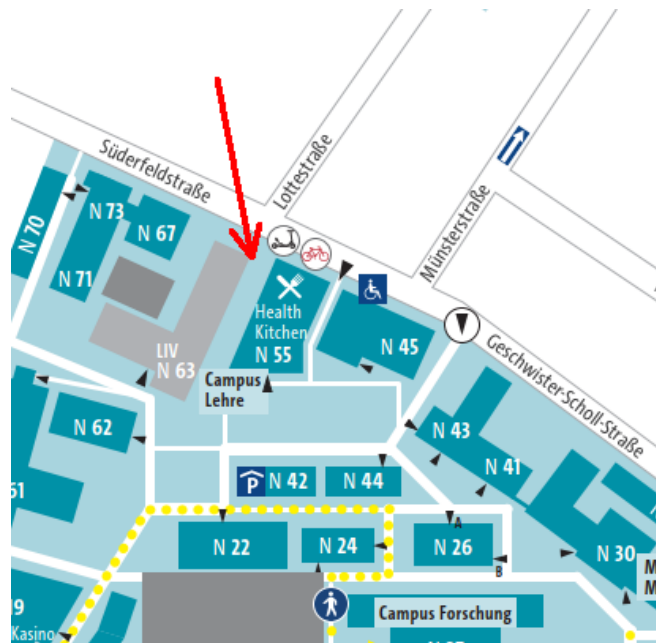 Süderfeldstraße
Lottestraße
Münsterstraße
Geschwister-Scholl-Straße
N 70
N 73
N 67
N 71
Health
Kitchen
N 55
N 45
LIV
N 63
Campus
Lehre
N 62
N 43
N 41
61
P
N 42
N 44
A
N 22
N 24
N 26
B
N 30
M
M
19
Kasino
Campus Forschung